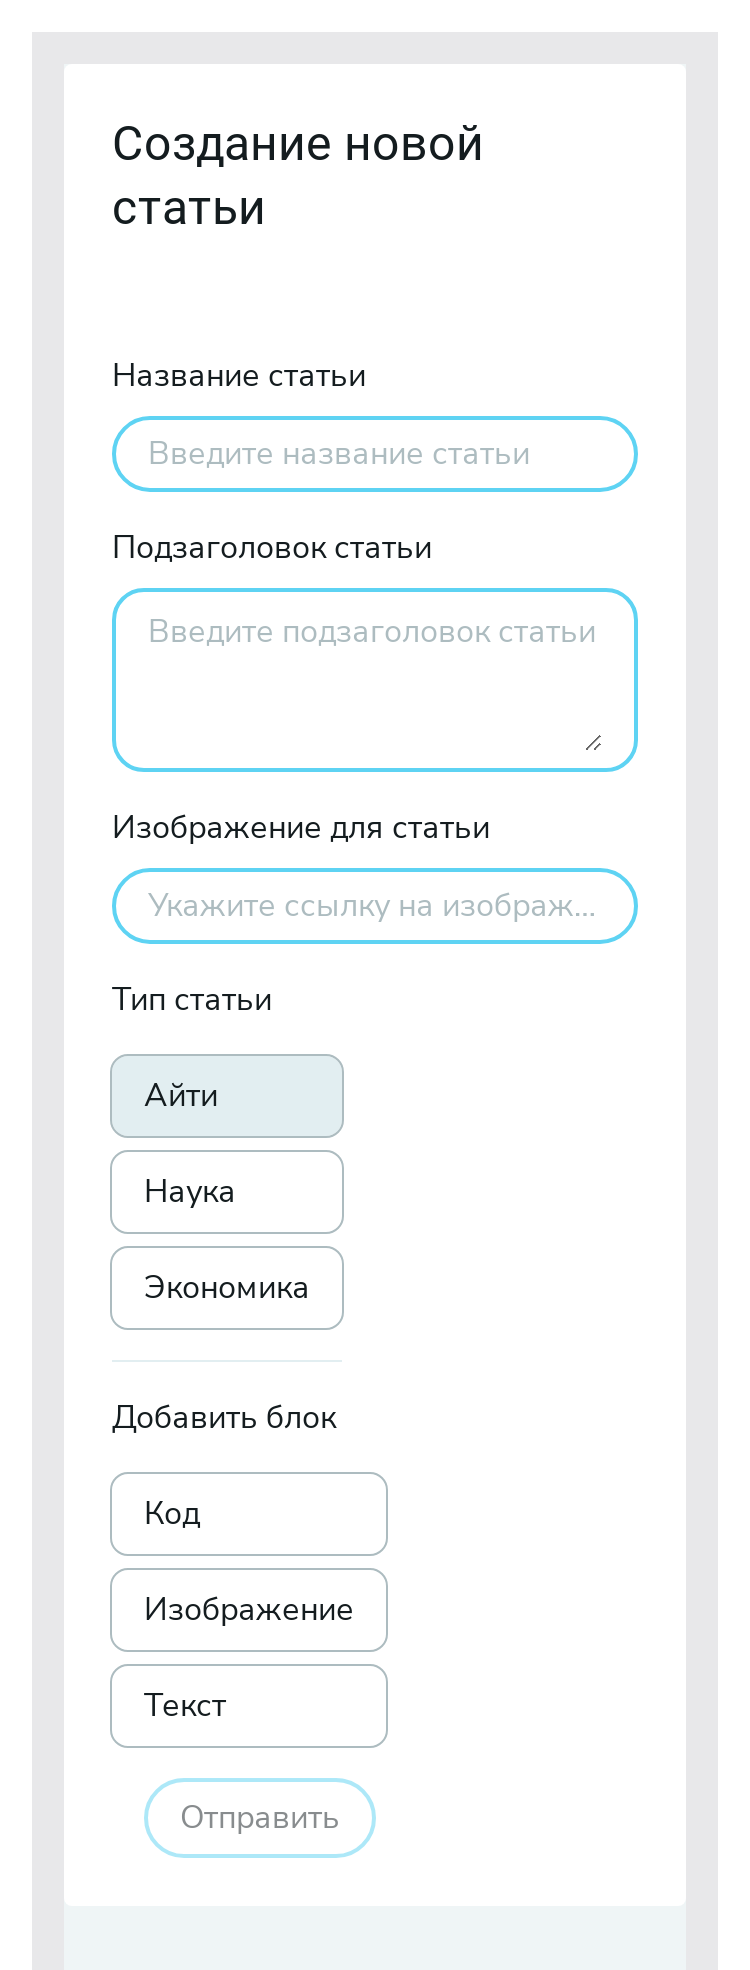 Создание новой
статьи
Название статьи
Введите название статьи
Подзаголовок статьи
Введите подзаголовок статьи
Изображение для статьи
Укажите ссылку на изображ...
Тип статьи
Айти
Наука
Экономика
Добавить блок
Код
Изображение
Текст
Отправить